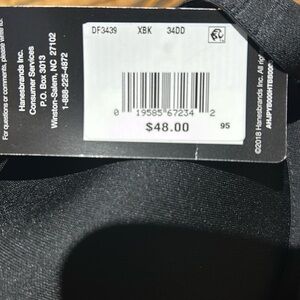 DF3439 XBK 34DD
0 19585 67234 2
$48.00 95
For questions or comments, please
Hanesbrands Inc.
Consumer Services
P.O. Box 3013
Winston-Salem, NC 27102
1-888-225-4872
©2018 Hanesbrands Inc. All